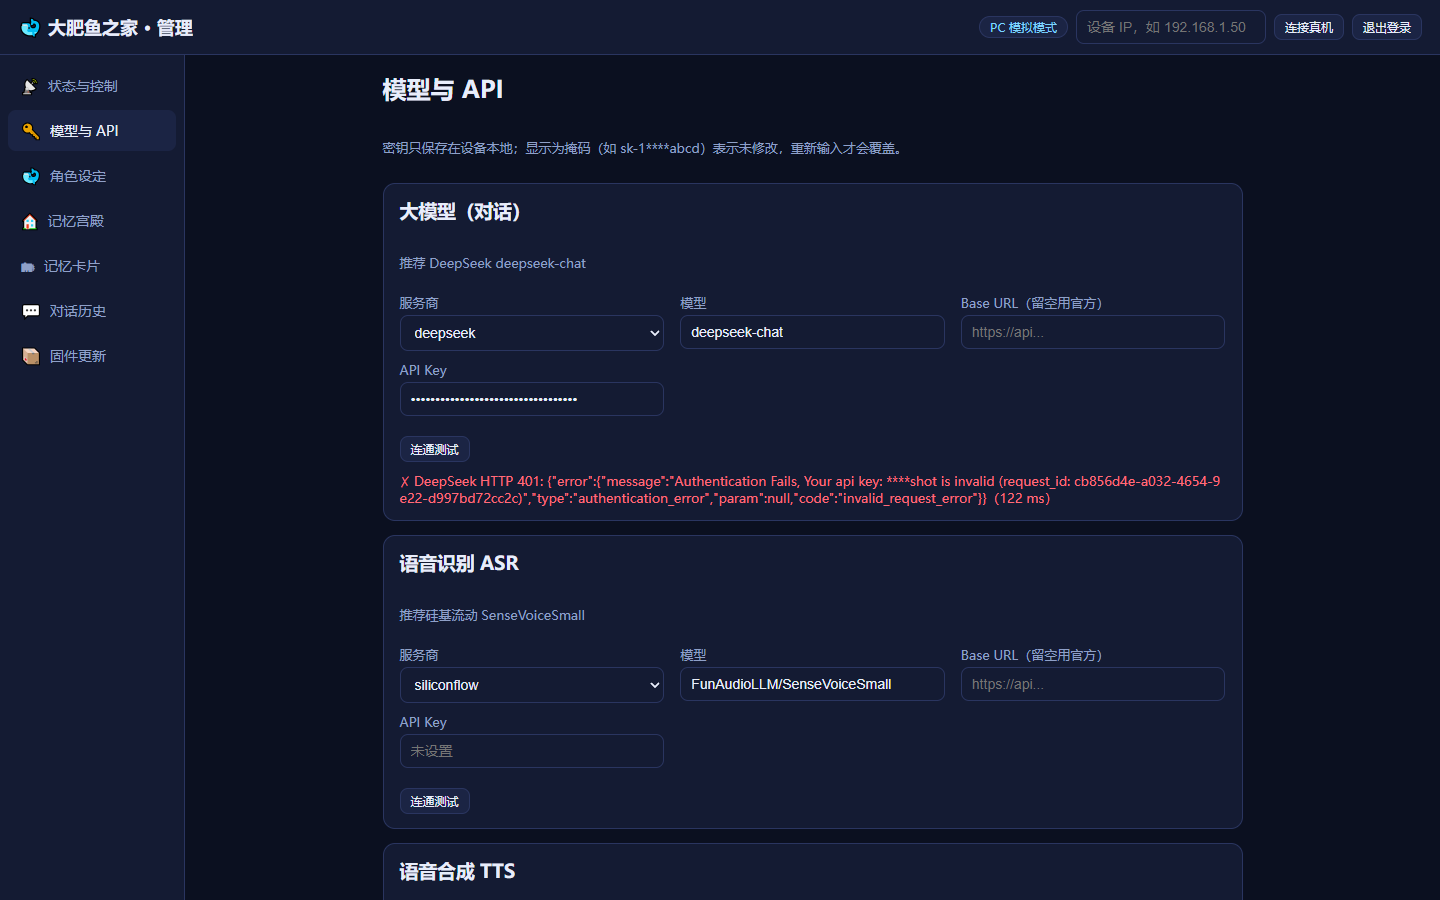 大肥鱼之家 • 管理
PC 模拟模式
设备 IP，如 192.168.1.50
连接真机
退出登录
状态与控制
模型与 API
角色设定
记忆宫殿
记忆卡片
对话历史
固件更新
模型与 API
密钥只保存在设备本地；显示为掩码（如 sk-1****abcd）表示未修改，重新输入才会覆盖。
大模型（对话）
推荐 DeepSeek deepseek-chat
服务商
模型
Base URL（留空用官方）
deepseek
deepseek-chat
https://api...
API Key
••••••••••••••••••••••••••••••••••
连通测试
✗ DeepSeek HTTP 401: {"error":{"message":"Authentication Fails, Your api key: ****shot is invalid (request_id: cb856d4e-a032-4654-9
e22-d997bd72cc2c)","type":"authentication_error","param":null,"code":"invalid_request_error"}}（122 ms）
语音识别 ASR
推荐硅基流动 SenseVoiceSmall
服务商
模型
Base URL（留空用官方）
siliconflow
FunAudioLLM/SenseVoiceSmall
https://api...
API Key
未设置
连通测试
语音合成 TTS